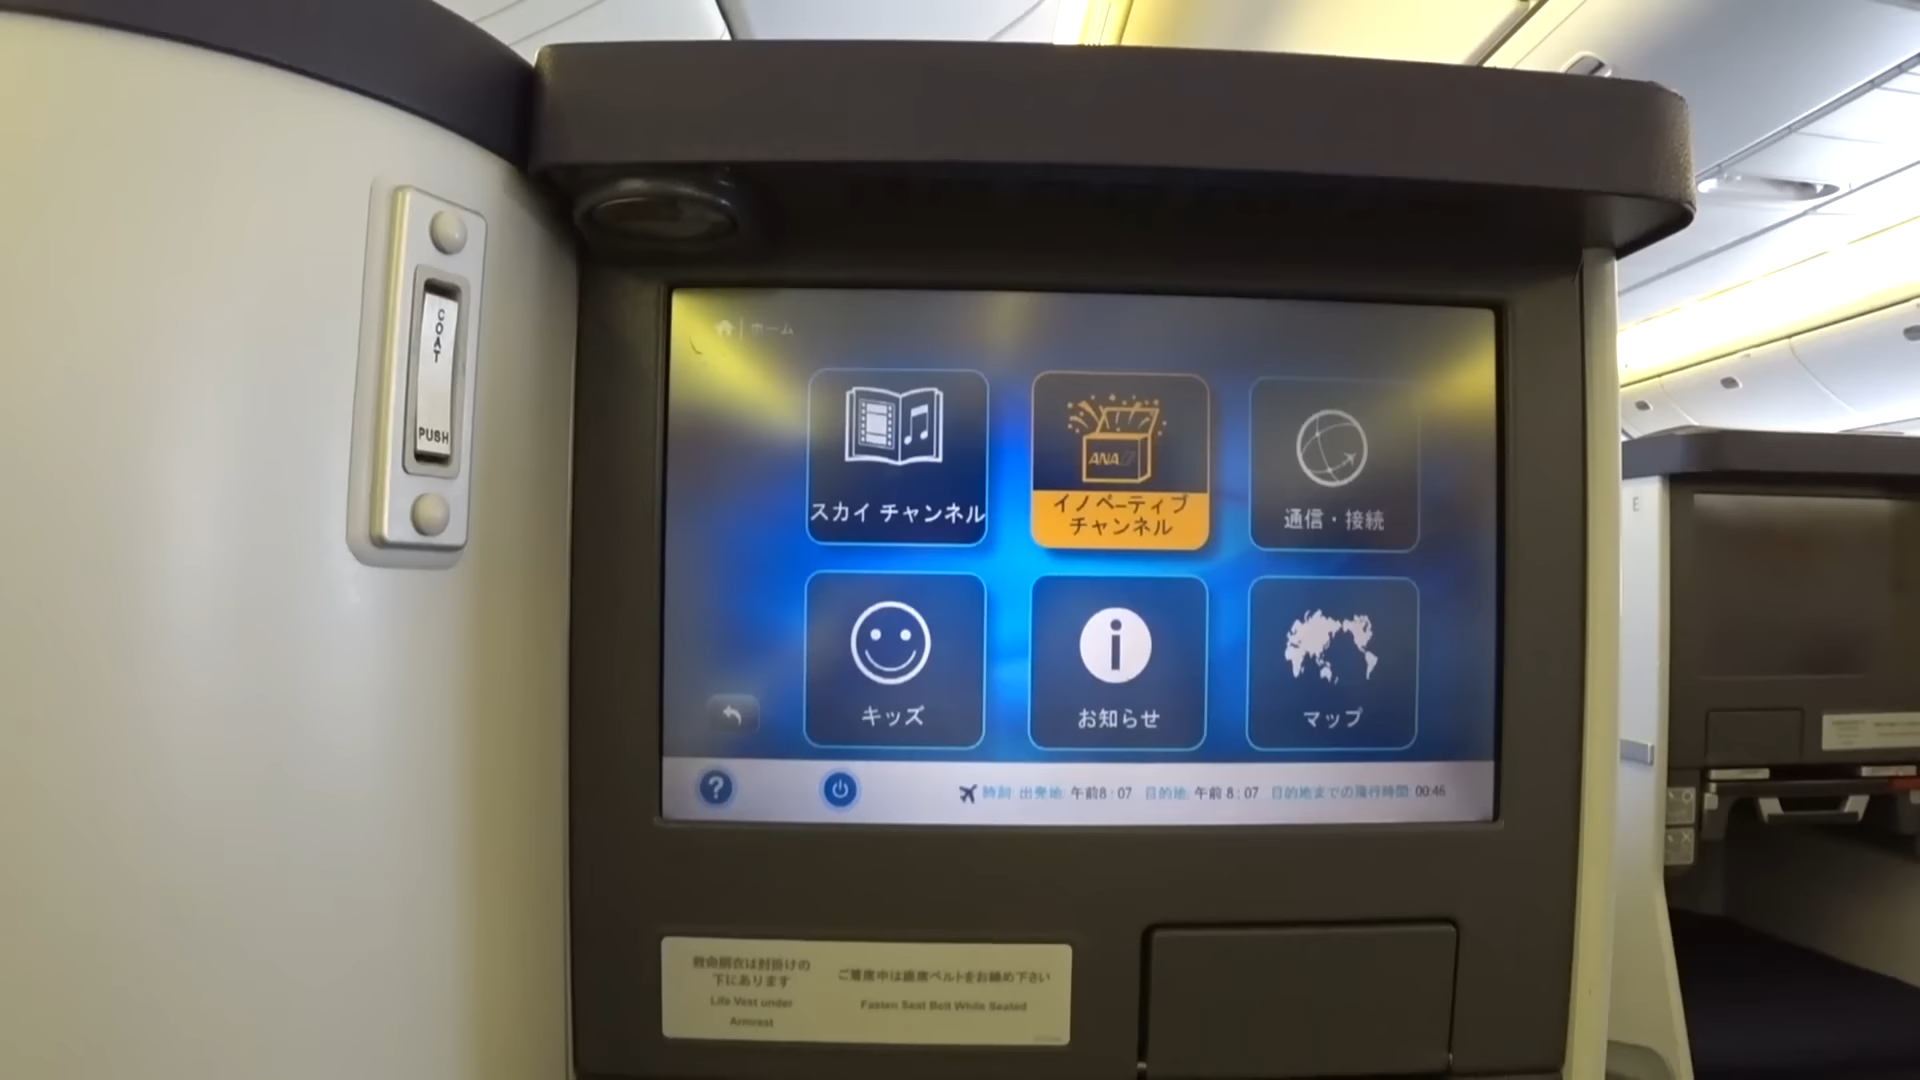 COAT
PUSH
ホーム
スカイ チャンネル
ANA
イノベーティブ
チャンネル
通信・接続
キッズ
i
お知らせ
マップ
?
時刻: 出発地: 午前8:07 目的地: 午前 8:07 目的地までの飛行時間: 00:46
救命胴衣は肘掛けの
下にあります
Life Vest under
Armrest
ご着席中は座席ベルトをお締め下さい
Fasten Seat Belt While Seated
E